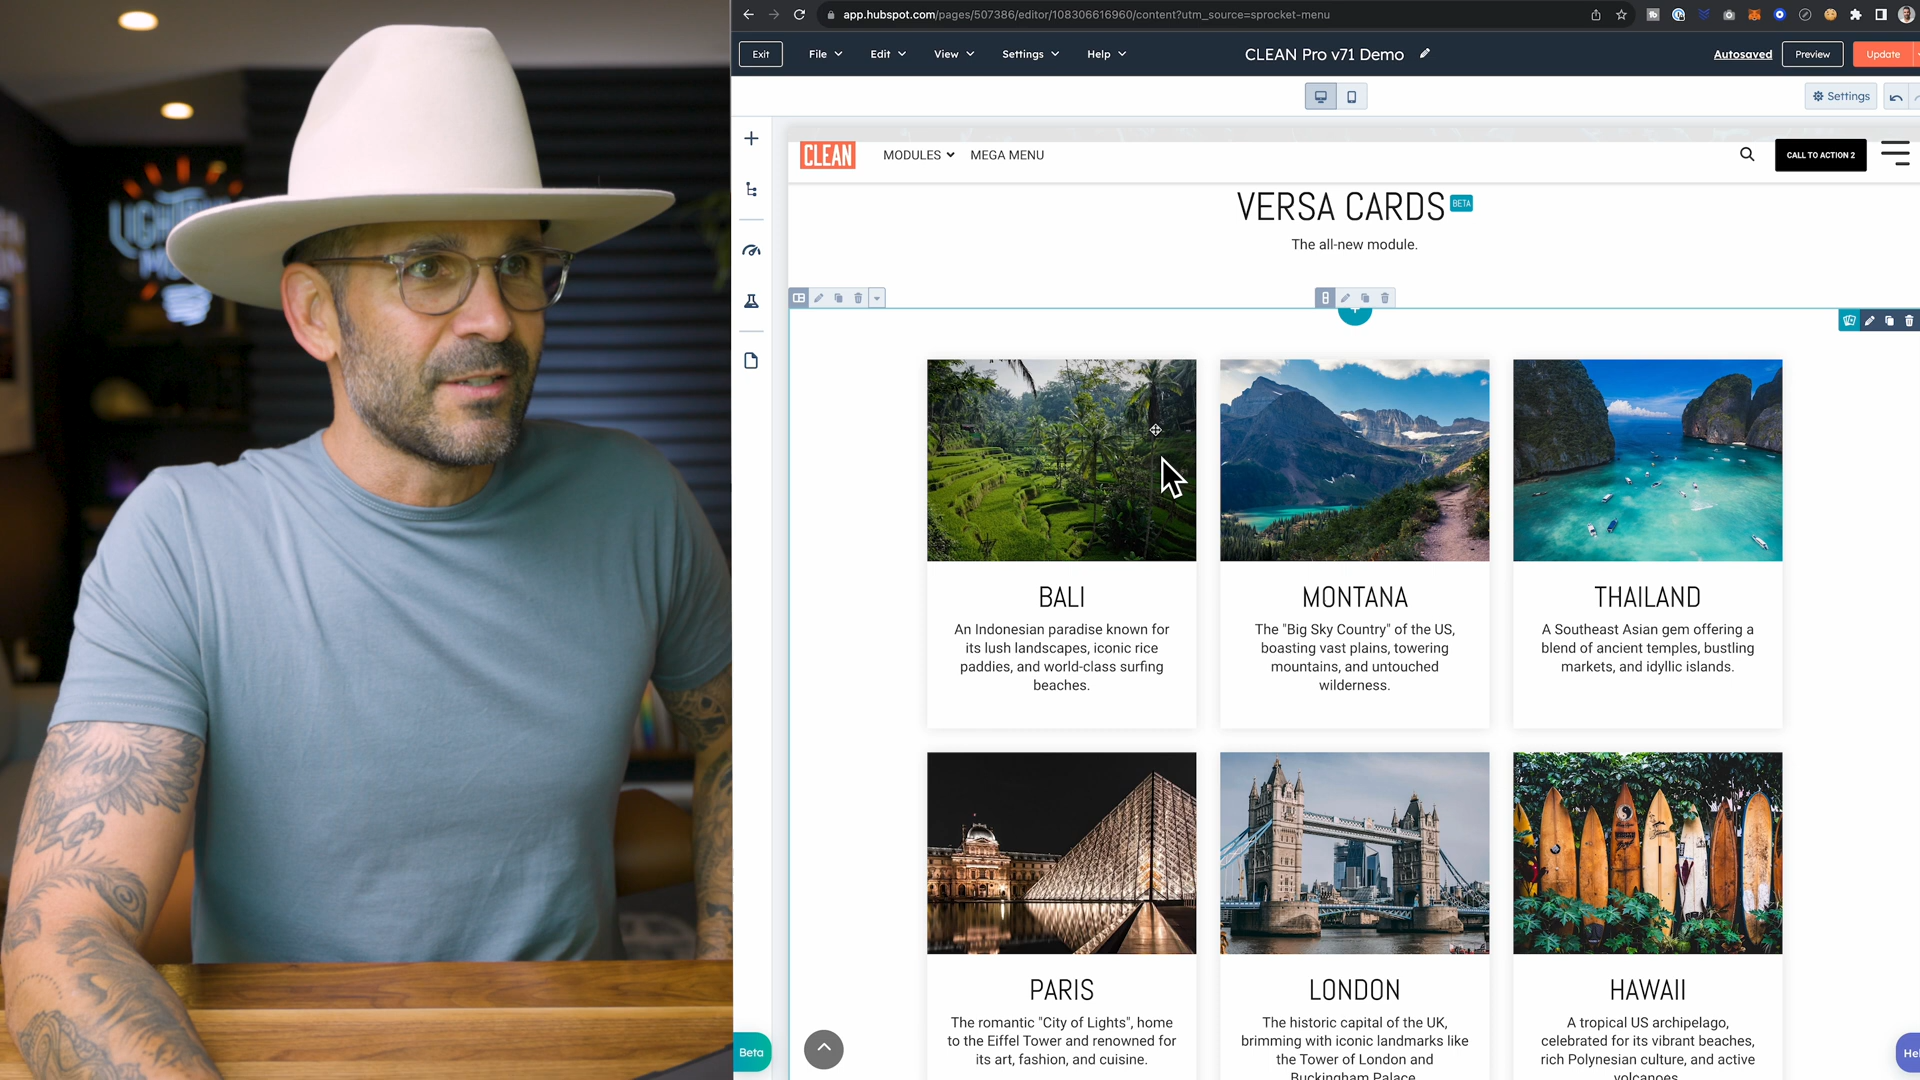 app.hubspot.com/pages/507386/editor/108306616960/content?utm_source=sprocket-menu
Exit
File
Edit
View
Settings
Help
CLEAN Pro v71 Demo
Autosaved
Preview
Update
Settings
CLEAN
MODULES
MEGA MENU
CALL TO ACTION 2
VERSA CARDS
BETA
The all-new module.
BALI
An Indonesian paradise known for
its lush landscapes, iconic rice
paddies, and world-class surfing
beaches.
MONTANA
The "Big Sky Country" of the US,
boasting vast plains, towering
mountains, and untouched
wilderness.
THAILAND
A Southeast Asian gem offering a
blend of ancient temples, bustling
markets, and idyllic islands.
PARIS
The romantic "City of Lights", home
to the Eiffel Tower and renowned for
its art, fashion, and cuisine.
LONDON
The historic capital of the UK,
brimming with iconic landmarks like
the Tower of London and
Buckingham Palace.
HAWAII
A tropical US archipelago,
celebrated for its vibrant beaches,
rich Polynesian culture, and active
volcanoes.
Beta